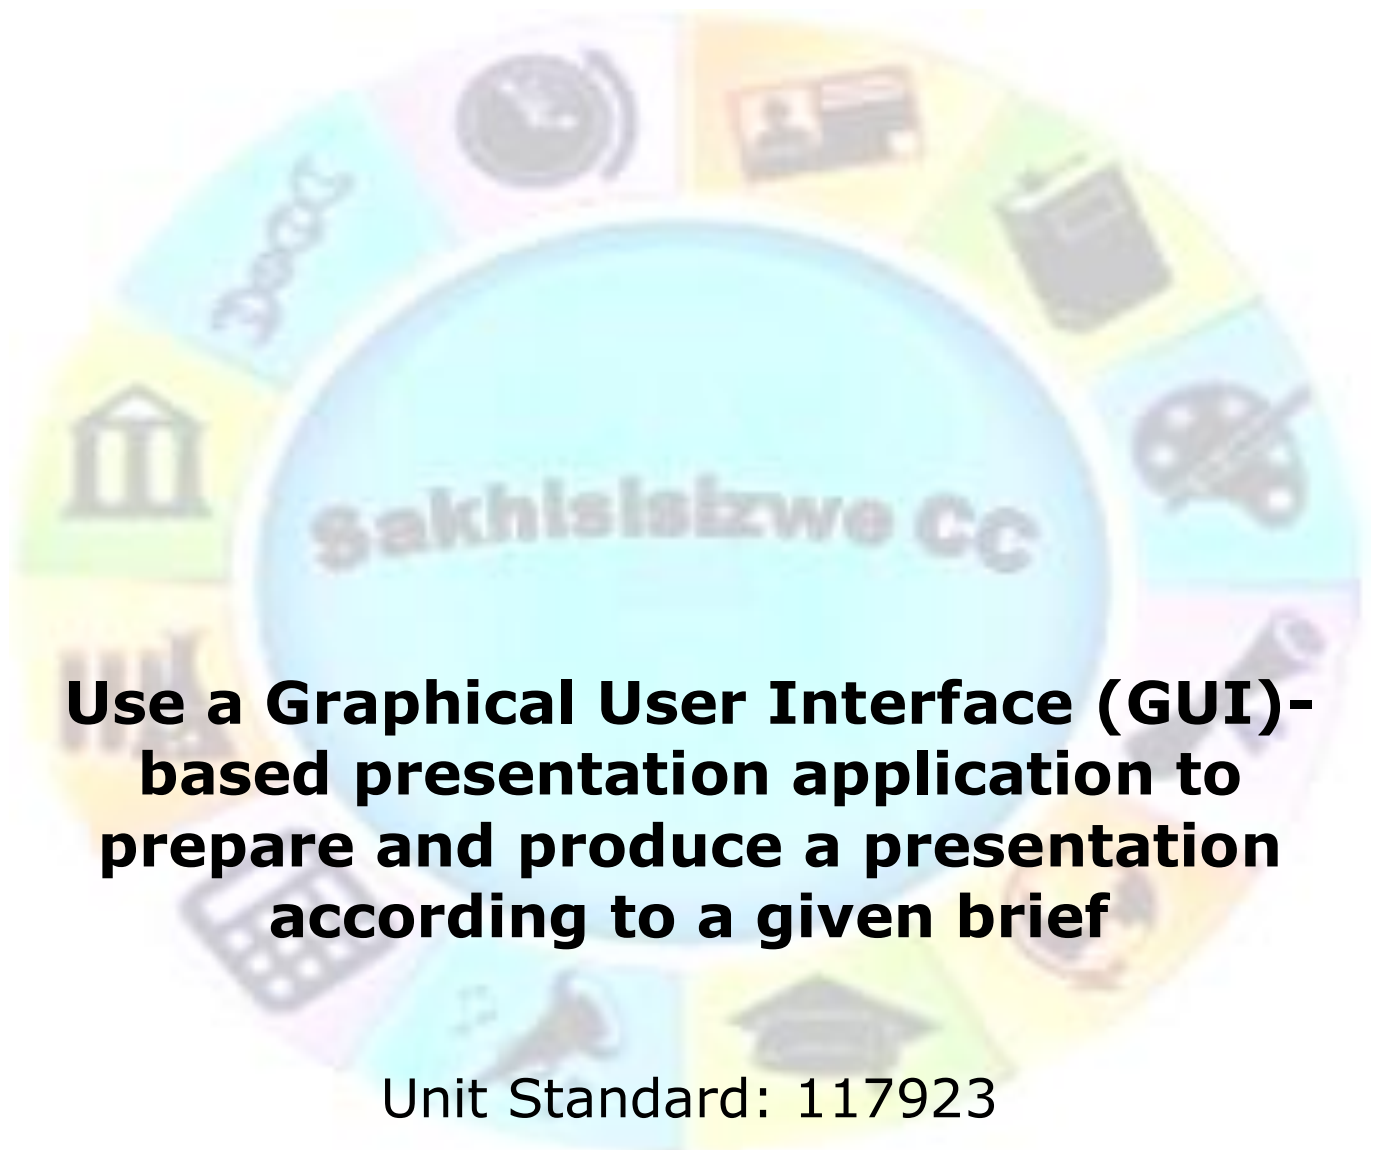 Sakhisisizwe CC
Use a Graphical User Interface (GUI)-
based presentation application to
prepare and produce a presentation
according to a given brief
Unit Standard: 117923